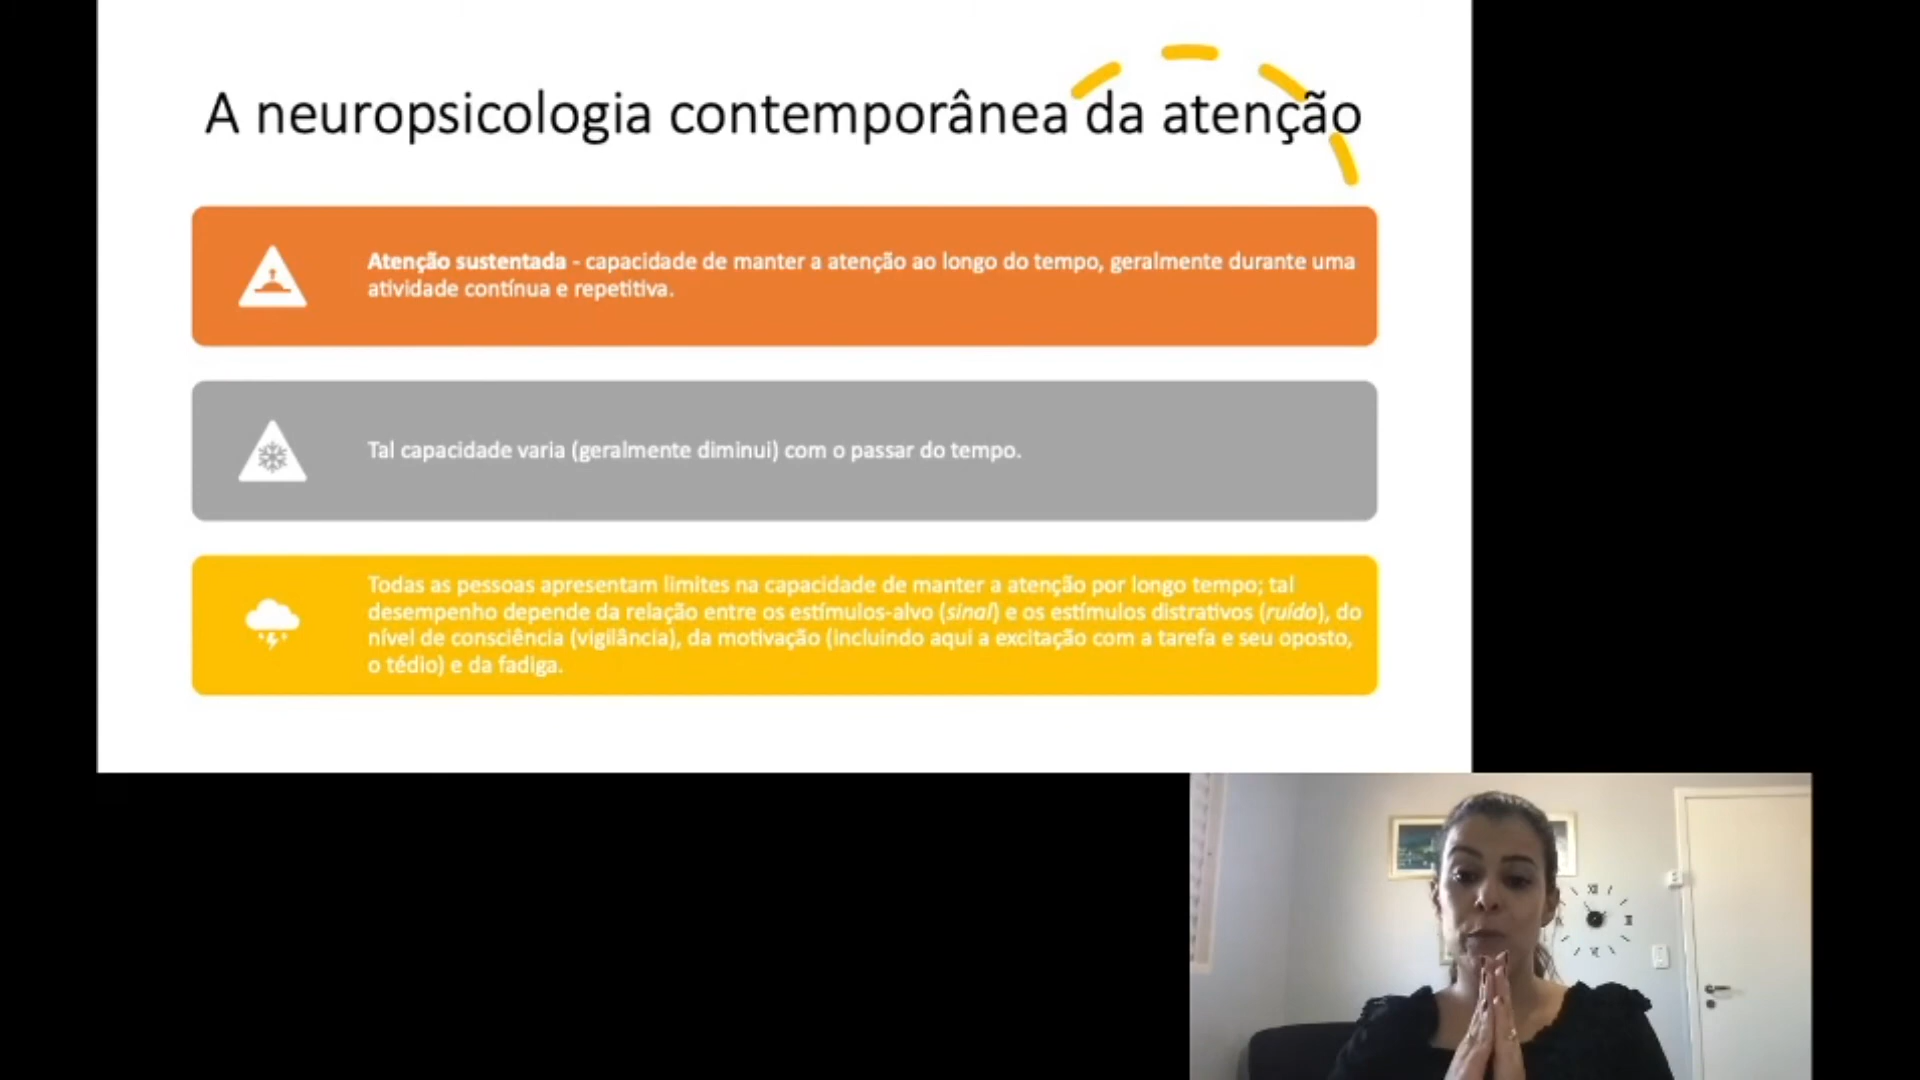 A neuropsicologia contemporânea da atenção
Atenção sustentada - capacidade de manter a atenção ao longo do tempo, geralmente durante uma
atividade contínua e repetitiva.
Tal capacidade varia (geralmente diminui) com o passar do tempo.
Todas as pessoas apresentam limites na capacidade de manter a atenção por longo tempo; tal
desempenho depende da relação entre os estímulos-alvo (sinal) e os estímulos distrativos (ruído), do
nível de consciência (vigilância), da motivação (incluindo aqui a excitação com a tarefa e seu oposto,
o tédio) e da fadiga.